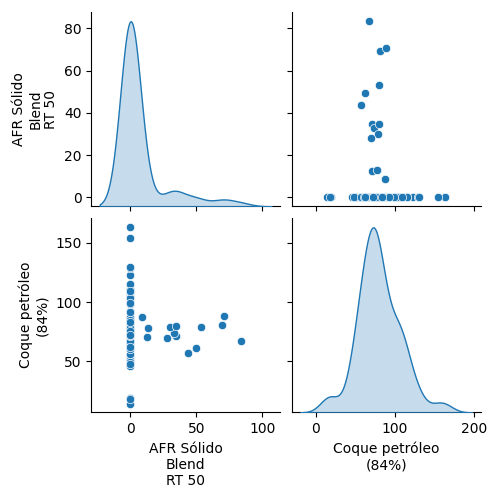 80
60
40
20
0
AFR Sólido
Blend
RT 50
150
100
50
Coque petróleo
(84%)
0 50 100
AFR Sólido
Blend
RT 50
0 100 200
Coque petróleo
(84%)